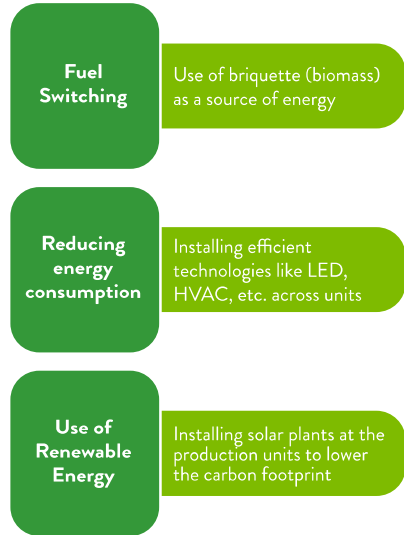 Fuel
Switching
Use of briquette (biomass)
as a source of energy
Reducing
energy
consumption
Installing efficient
technologies like LED,
HVAC, etc. across units
Use of
Renewable
Energy
Installing solar plants at the
production units to lower
the carbon footprint